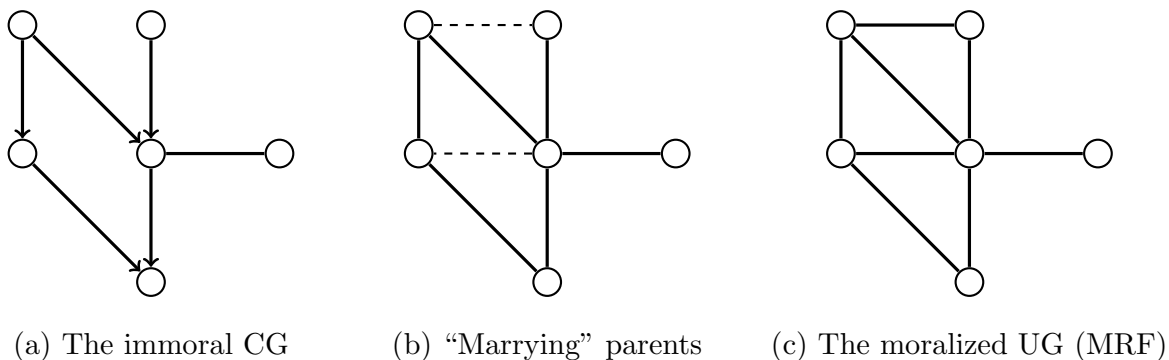 (a) The immoral CG
(b) “Marrying” parents
(c) The moralized UG (MRF)